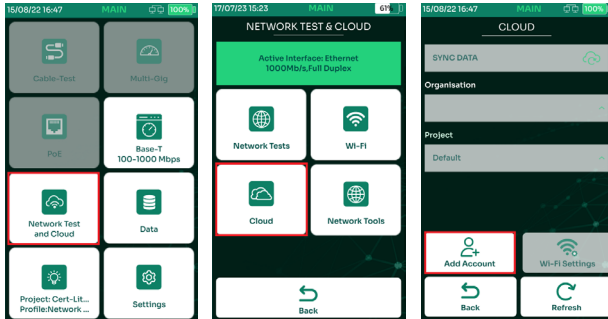 15/08/22 16:47 MAIN 100%
Cable-Test
Multi-Gig
PoE
Base-T
100-1000 Mbps
Network Test
and Cloud
Data
Project: Cert-Lit...
Profile:Network ...
Settings
17/07/23 15:23 MAIN 61%
NETWORK TEST & CLOUD
Active Interface: Ethernet
1000Mb/s,Full Duplex
Network Tests
Wi-Fi
Cloud
Network Tools
Back
15/08/22 16:47 MAIN 100%
CLOUD
SYNC DATA
Organisation
Project
Default
Add Account
Wi-Fi Settings
Back
Refresh